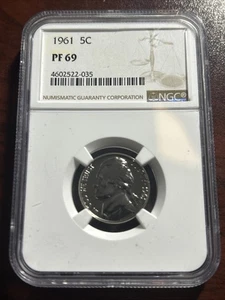 1961 5C
PF 69
4602522-035
NUMISMATIC GUARANTY CORPORATION
NGC